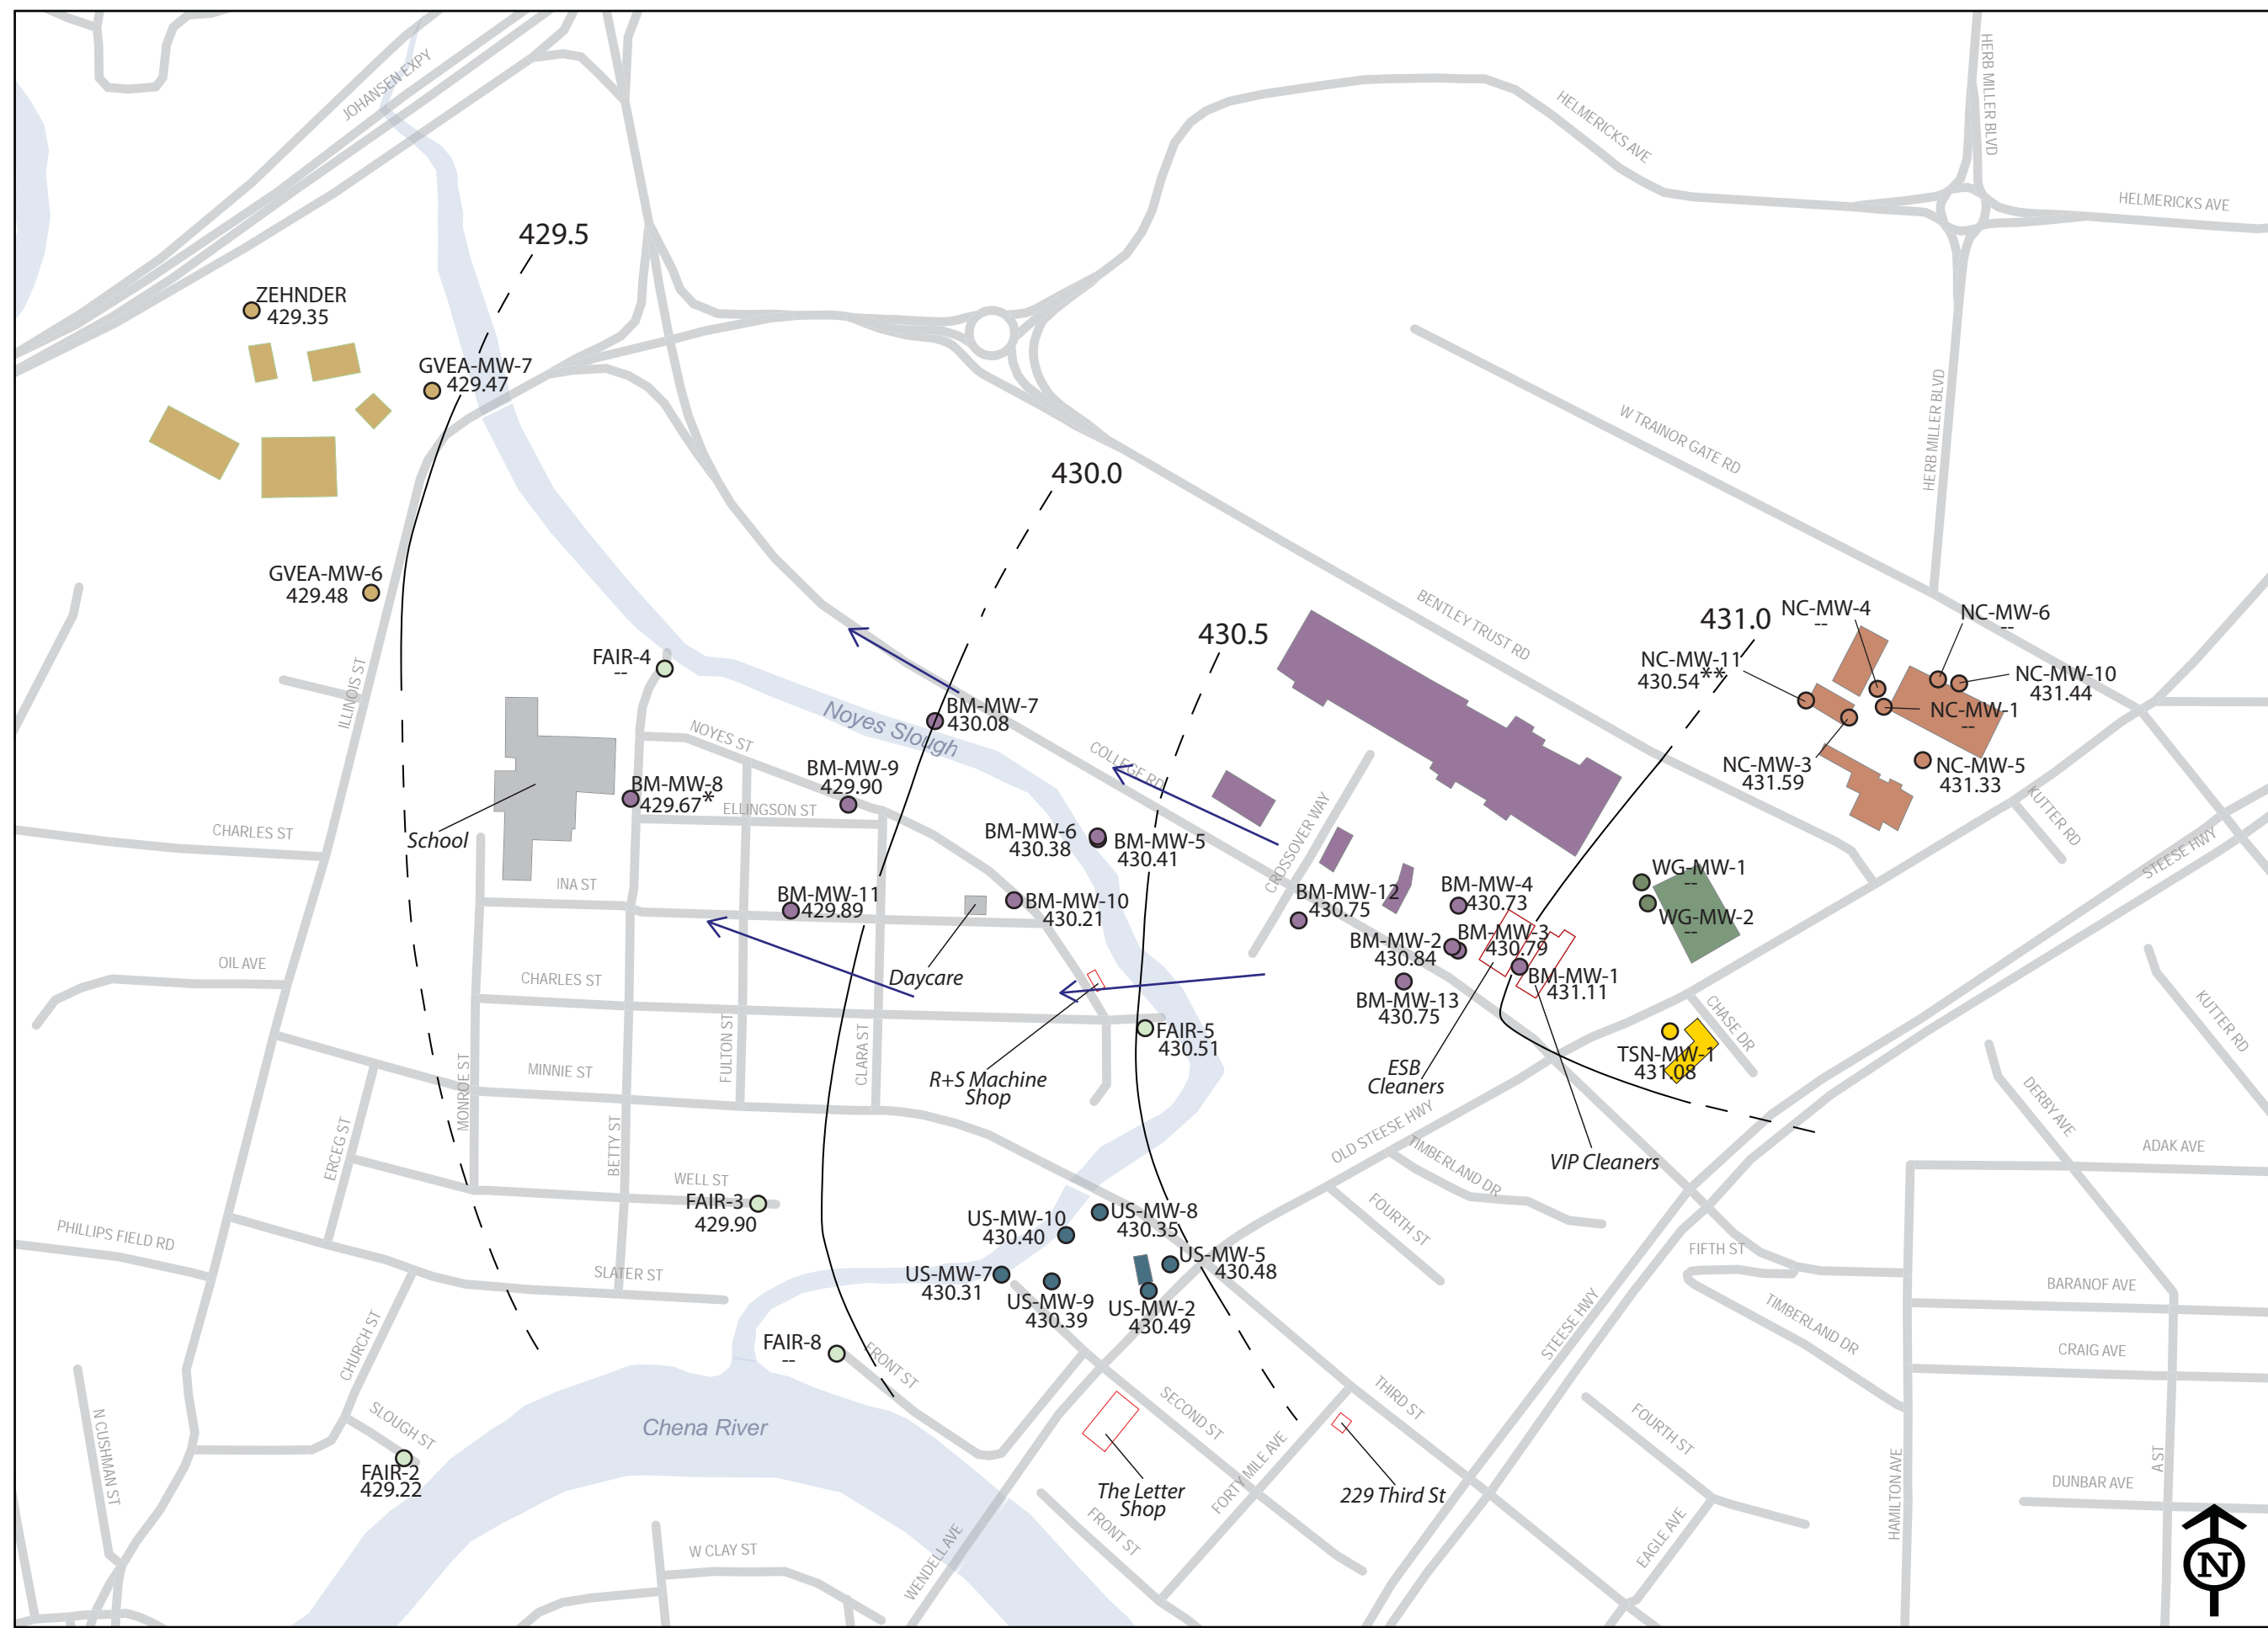 JOHANSEN EXPY
HELMERICKS AVE
HERB MILLER BLVD
HELMERICKS AVE
429.5
ZEHNDER
429.35
GVEA-MW-7
429.47
HERB MILLER BLVD
W TRAINOR GATE RD
430.0
GVEA-MW-6
429.48
BENTLEY TRUST RD
430.5
431.0
NC-MW-4
--
NC-MW-6
--
NC-MW-11
430.54**
NC-MW-10
431.44
NC-MW-1
--
NC-MW-3
431.59
NC-MW-5
431.33
FAIR-4
--
ILLINOIS ST
Noyes Slough
BM-MW-7
430.08
NOYES ST
COLLEGE RD
BM-MW-9
429.90
BM-MW-8
429.67*
ELLINGSON ST
KUTTER RD
STEESE HWY
CHARLES ST
School
BM-MW-6
430.38
BM-MW-5
430.41
CROSSOVER WAY
WG-MW-1
--
WG-MW-2
--
INA ST
BM-MW-11
429.89
BM-MW-10
430.21
BM-MW-12
430.75
BM-MW-4
430.73
BM-MW-3
430.79
BM-MW-2
430.84
BM-MW-1
431.11
BM-MW-13
430.75
OIL AVE
CHARLES ST
Daycare
KUTTER RD
CHASE DR
FAIR-5
430.51
TSN-MW-1
431.08
MONROE ST
MINNIE ST
FULTON ST
CLARA ST
R+S Machine
Shop
ESB
Cleaners
DERBY AVE
ERCEG ST
BETTY ST
OLD STEESE HWY
TIMBERLAND DR
VIP Cleaners
ADAK AVE
WELL ST
FAIR-3
429.90
US-MW-10
430.40
US-MW-8
430.35
FOURTH ST
PHILLIPS FIELD RD
FIFTH ST
SLATER ST
US-MW-7
430.31
US-MW-5
430.48
US-MW-9
430.39
US-MW-2
430.49
BARANOF AVE
TIMBERLAND DR
STEESE HWY
CHURCH ST
FAIR-8
--
FRONT ST
CRAIG AVE
Chena River
SECOND ST
THIRD ST
N CUSHMAN ST
SLOUGH ST
FAIR-2
429.22
FOURTH ST
HAMILTON AVE
A ST
The Letter
Shop
FORTY MILE AVE
229 Third St
DUNBAR AVE
FRONT ST
WENDELL AVE
EAGLE AVE
W CLAY ST
N